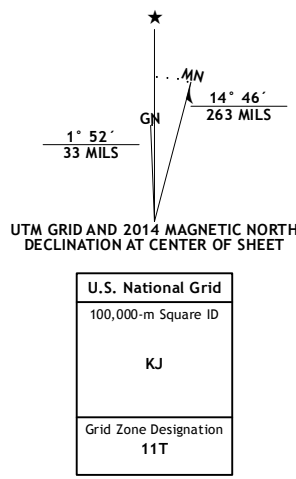 ★
MN
GN
14° 46´
263 MILS
1° 52´
33 MILS
UTM GRID AND 2014 MAGNETIC NORTH
DECLINATION AT CENTER OF SHEET
U.S. National Grid
100,000-m Square ID
KJ
Grid Zone Designation
11T